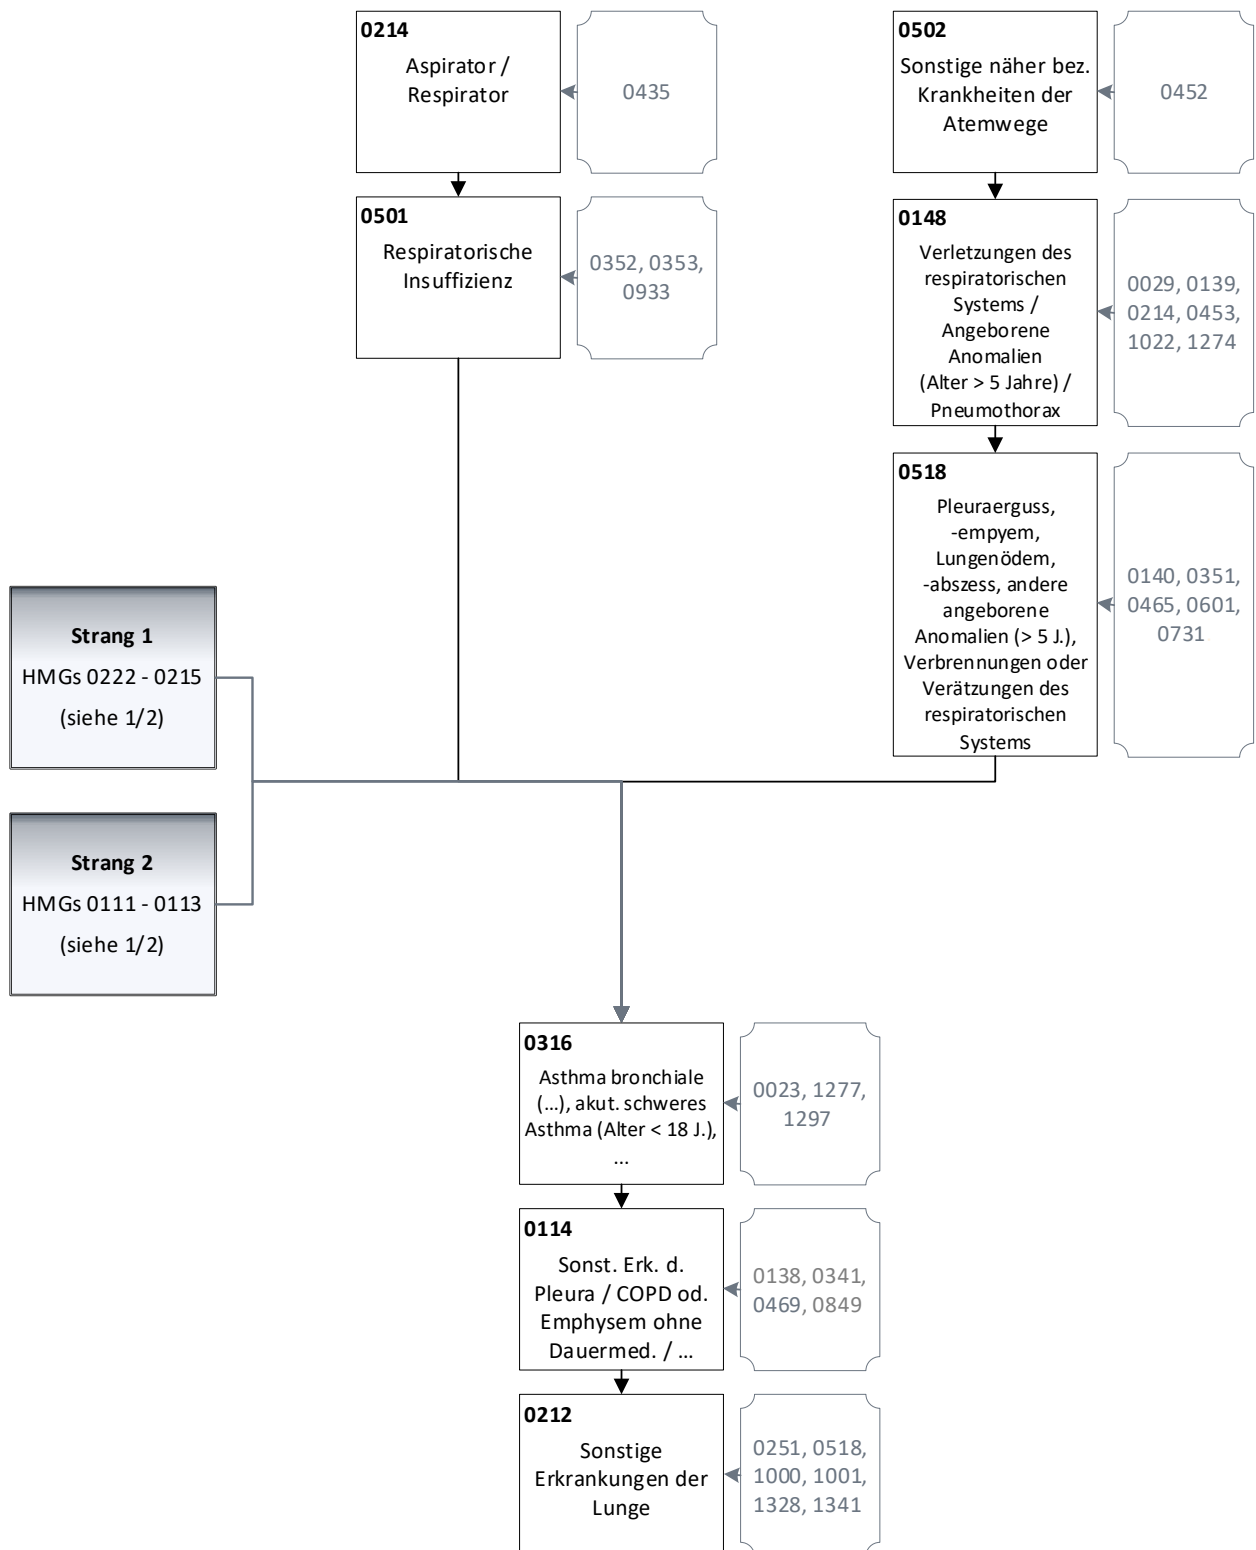 0214
Aspirator /
Respirator
0435
0502
Sonstige näher bez.
Krankheiten der
Atemwege
0452
0501
Respiratorische
Insuffizienz
0352, 0353,
0933
0148
Verletzungen des
respiratorischen
Systems /
Angeborene
Anomalien
(Alter > 5 Jahre) /
Pneumothorax
0029, 0139,
0214, 0453,
1022, 1274
0518
Pleuraerguss,
-empyem,
Lungenödem,
-abszess, andere
angeborene
Anomalien (> 5 J.),
Verbrennungen oder
Verätzungen des
respiratorischen
Systems
0140, 0351,
0465, 0601,
0731
Strang 1
HMGs 0222 - 0215
(siehe 1/2)
Strang 2
HMGs 0111 - 0113
(siehe 1/2)
0316
Asthma bronchiale
(...), akut. schweres
Asthma (Alter < 18 J.),
...
0023, 1277,
1297
0114
Sonst. Erk. d.
Pleura / COPD od.
Emphysem ohne
Dauermed. / ...
0138, 0341,
0469, 0849
0212
Sonstige
Erkrankungen der
Lunge
0251, 0518,
1000, 1001,
1328, 1341